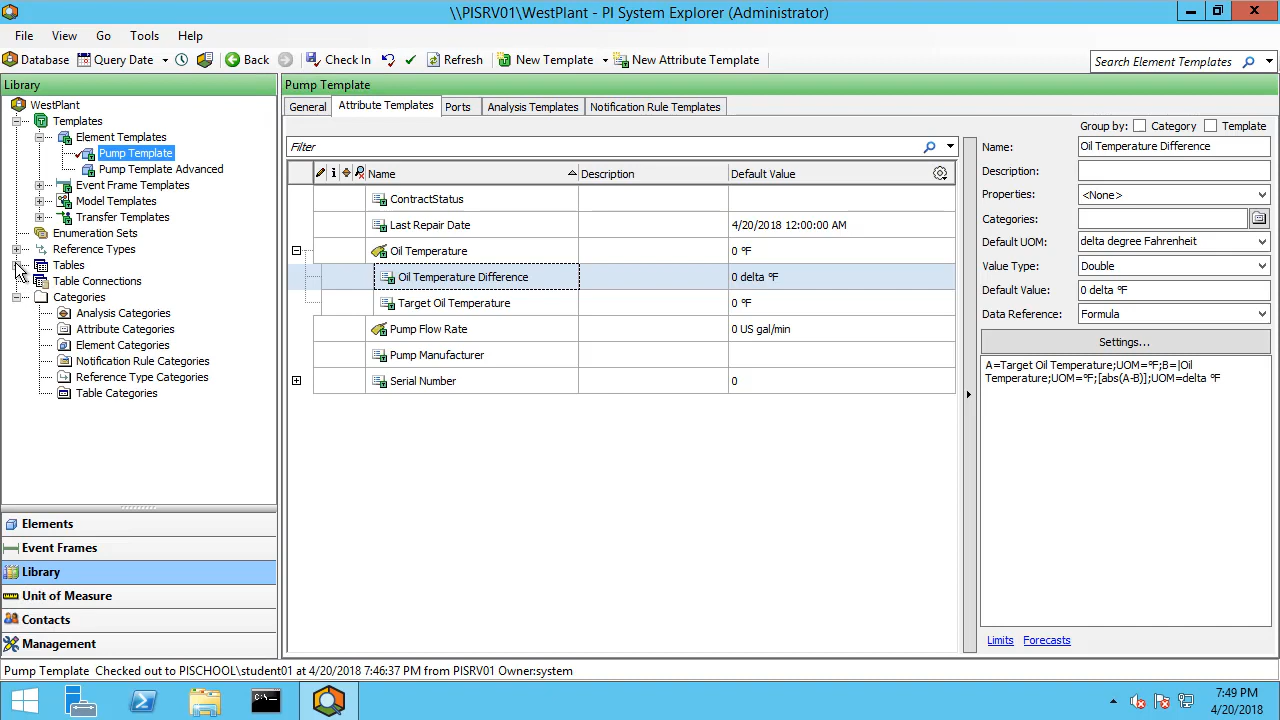 \\PISRV01\WestPlant - PI System Explorer (Administrator)
File View Go Tools Help
Database Query Date Back Check In Refresh New Template New Attribute Template Search Element Templates
Library
WestPlant
Templates
Element Templates
Pump Template
Pump Template Advanced
Event Frame Templates
Model Templates
Transfer Templates
Enumeration Sets
Reference Types
Tables
Table Connections
Categories
Analysis Categories
Attribute Categories
Element Categories
Notification Rule Categories
Reference Type Categories
Table Categories
Elements
Event Frames
Library
Unit of Measure
Contacts
Management
Pump Template
General Attribute Templates Ports Analysis Templates Notification Rule Templates
Group by: Category Template
Filter
Name Description Default Value
ContractStatus
Last Repair Date 4/20/2018 12:00:00 AM
Oil Temperature 0 °F
Oil Temperature Difference 0 delta °F
Target Oil Temperature 0 °F
Pump Flow Rate 0 US gal/min
Pump Manufacturer
Serial Number 0
Name: Oil Temperature Difference
Description:
Properties: <None>
Categories:
Default UOM: delta degree Fahrenheit
Value Type: Double
Default Value: 0 delta °F
Data Reference: Formula
Settings...
A=Target Oil Temperature;UOM=°F;B=|Oil
Temperature;UOM=°F;[abs(A-B)];UOM=delta °F
Limits Forecasts
Pump Template Checked out to PISCHOOL\student01 at 4/20/2018 7:46:37 PM from PISRV01 Owner:system
7:49 PM
4/20/2018